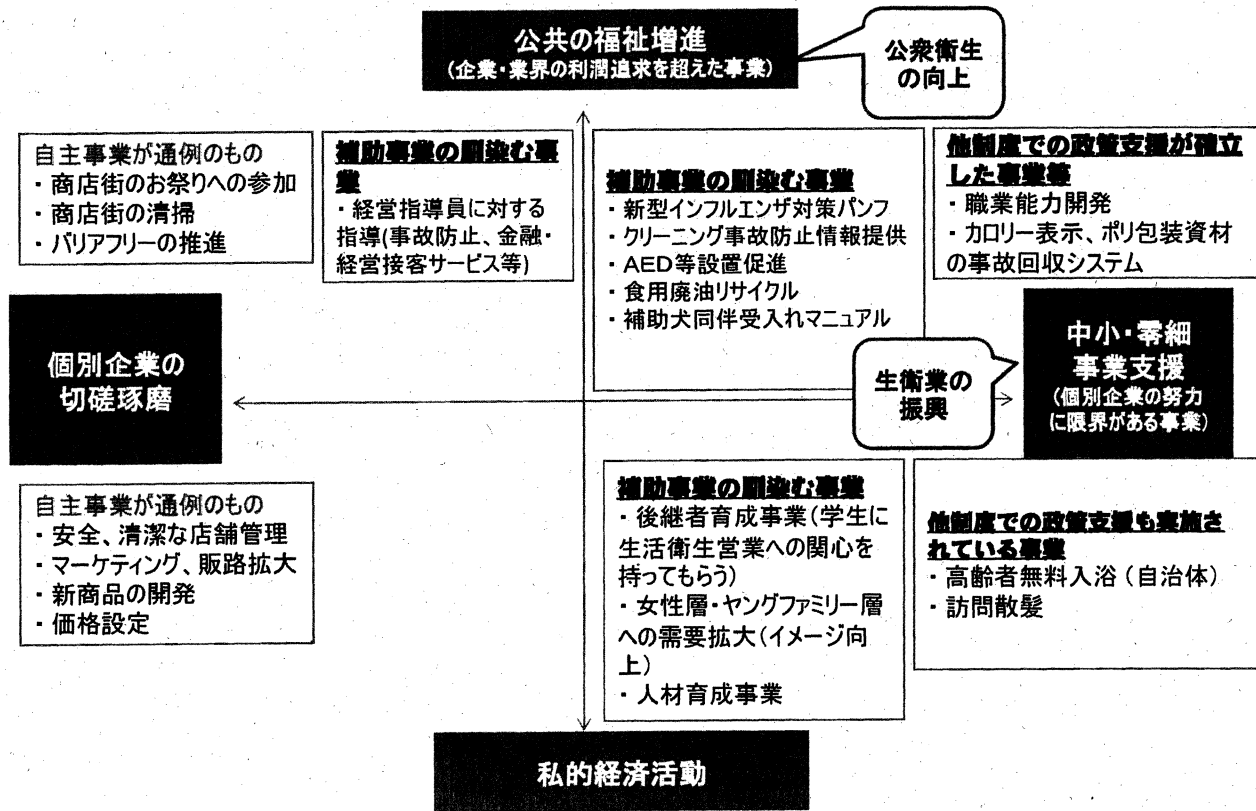 公共の福祉増進
(企業・業界の利潤追求を超えた事業)
公衆衛生
の向上
自主事業が通例のもの
・商店街のお祭りへの参加
・商店街の清掃
・バリアフリーの推進
補助事業の馴染む事
業
・経営指導員に対する
指導(事故防止、金融・
経営接客サービス等)
補助事業の馴染む事業
・新型インフルエンザ対策パンフ
・クリーニング事故防止情報提供
・AED等設置促進
・食用廃油リサイクル
・補助犬同伴受入れマニュアル
他制度での政策支援が確立
した事業等
・職業能力開発
・カロリー表示、ポリ包装資材
の事故回収システム
個別企業の
切磋琢磨
生衛業の
振興
中小・零細
事業支援
(個別企業の努力
に限界がある事業)
自主事業が通例のもの
・安全、清潔な店舗管理
・マーケティング、販路拡大
・新商品の開発
・価格設定
補助事業の馴染む事業
・後継者育成事業(学生に
生活衛生営業への関心を
持ってもらう)
・女性層・ヤングファミリー層
への需要拡大(イメージ向
上)
・人材育成事業
他制度での政策支援も実施さ
れている事業
・高齢者無料入浴(自治体)
・訪問散髪
私的経済活動